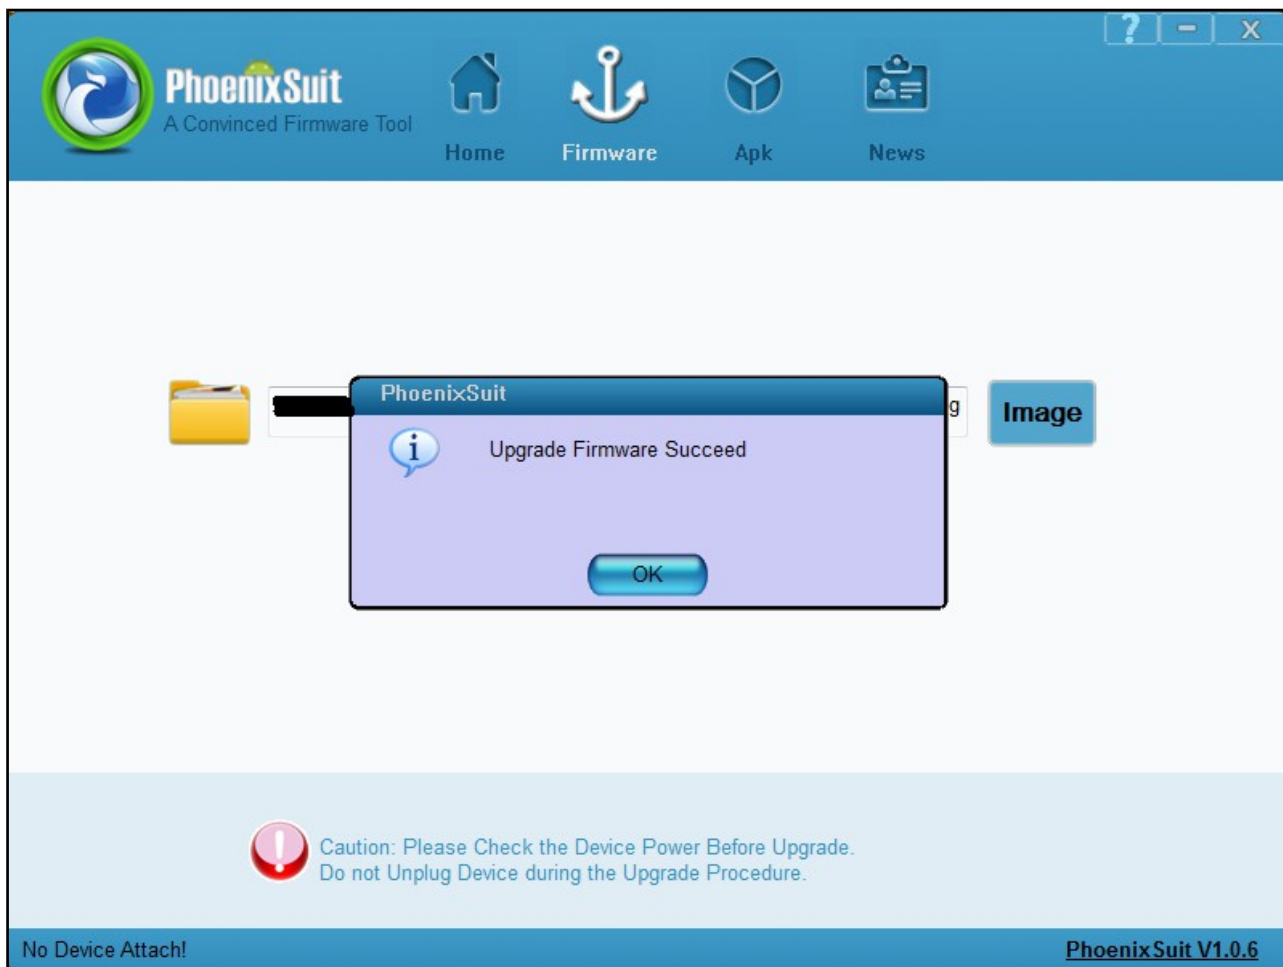 ? - X
PhoenixSuit
A Convinced Firmware Tool
Home Firmware Apk News
PhoenixSuit
g
Image
i
Upgrade Firmware Succeed
OK
!
Caution: Please Check the Device Power Before Upgrade.
Do not Unplug Device during the Upgrade Procedure.
No Device Attach!
PhoenixSuit V1.0.6